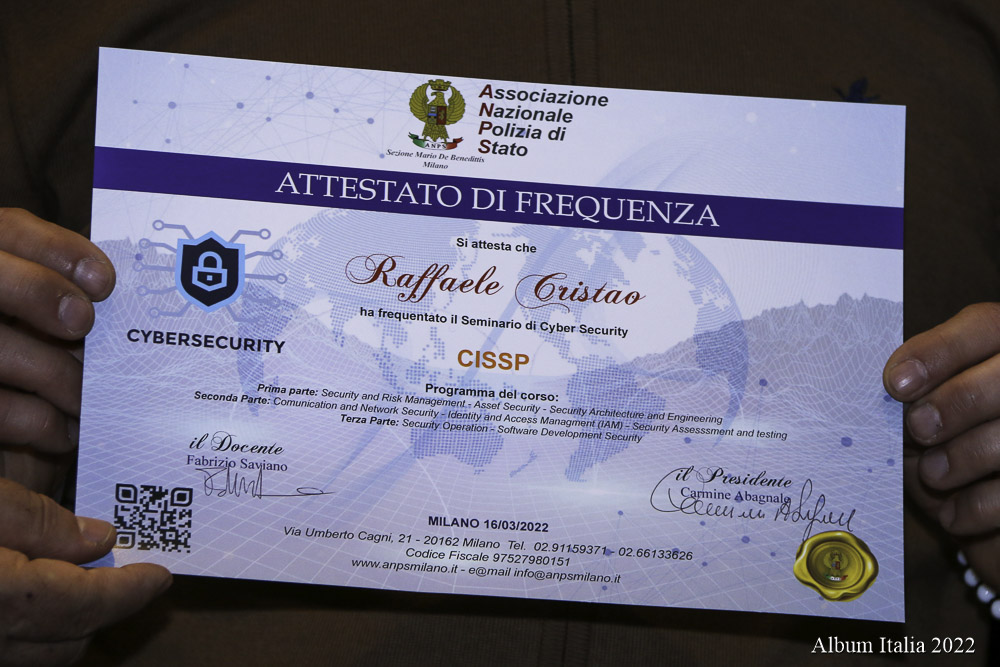 Associazione
Nazionale
Polizia di
Stato
ANPS
Sezione Mario De Benedittis
Milano
ATTESTATO DI FREQUENZA
Si attesta che
Raffaele Cristao
ha frequentato il Seminario di Cyber Security
CYBERSECURITY
CISSP
Programma del corso:
Prima parte: Security and Risk Management - Asset Security - Security Architecture and Engineering
Seconda Parte: Comunication and Network Security - Identity and Access Managment (IAM) - Security Assesssment and testing
Terza Parte: Security Operation - Software Development Security
il Docente
Fabrizio Saviano
il Presidente
Carmine Abagnale
MILANO 16/03/2022
Via Umberto Cagni, 21 - 20162 Milano Tel. 02.91159371 - 02.66133626
Codice Fiscale 97527980151
www.anpsmilano.it - e@mail info@anpsmilano.it
Album Italia 2022